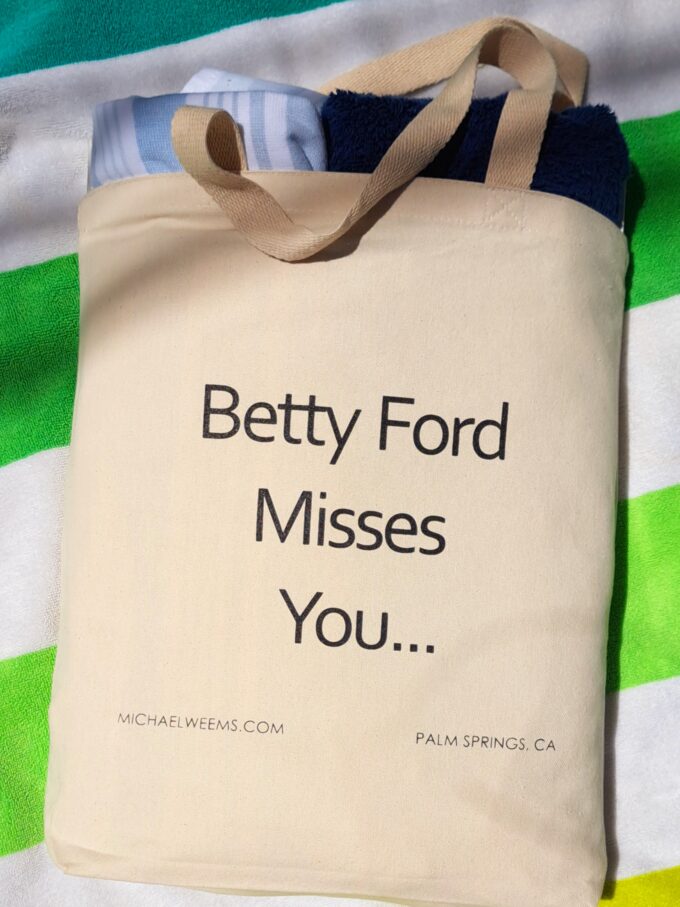 Betty Ford
Misses
You...
MICHAELWEEMS.COM
PALM SPRINGS, CA